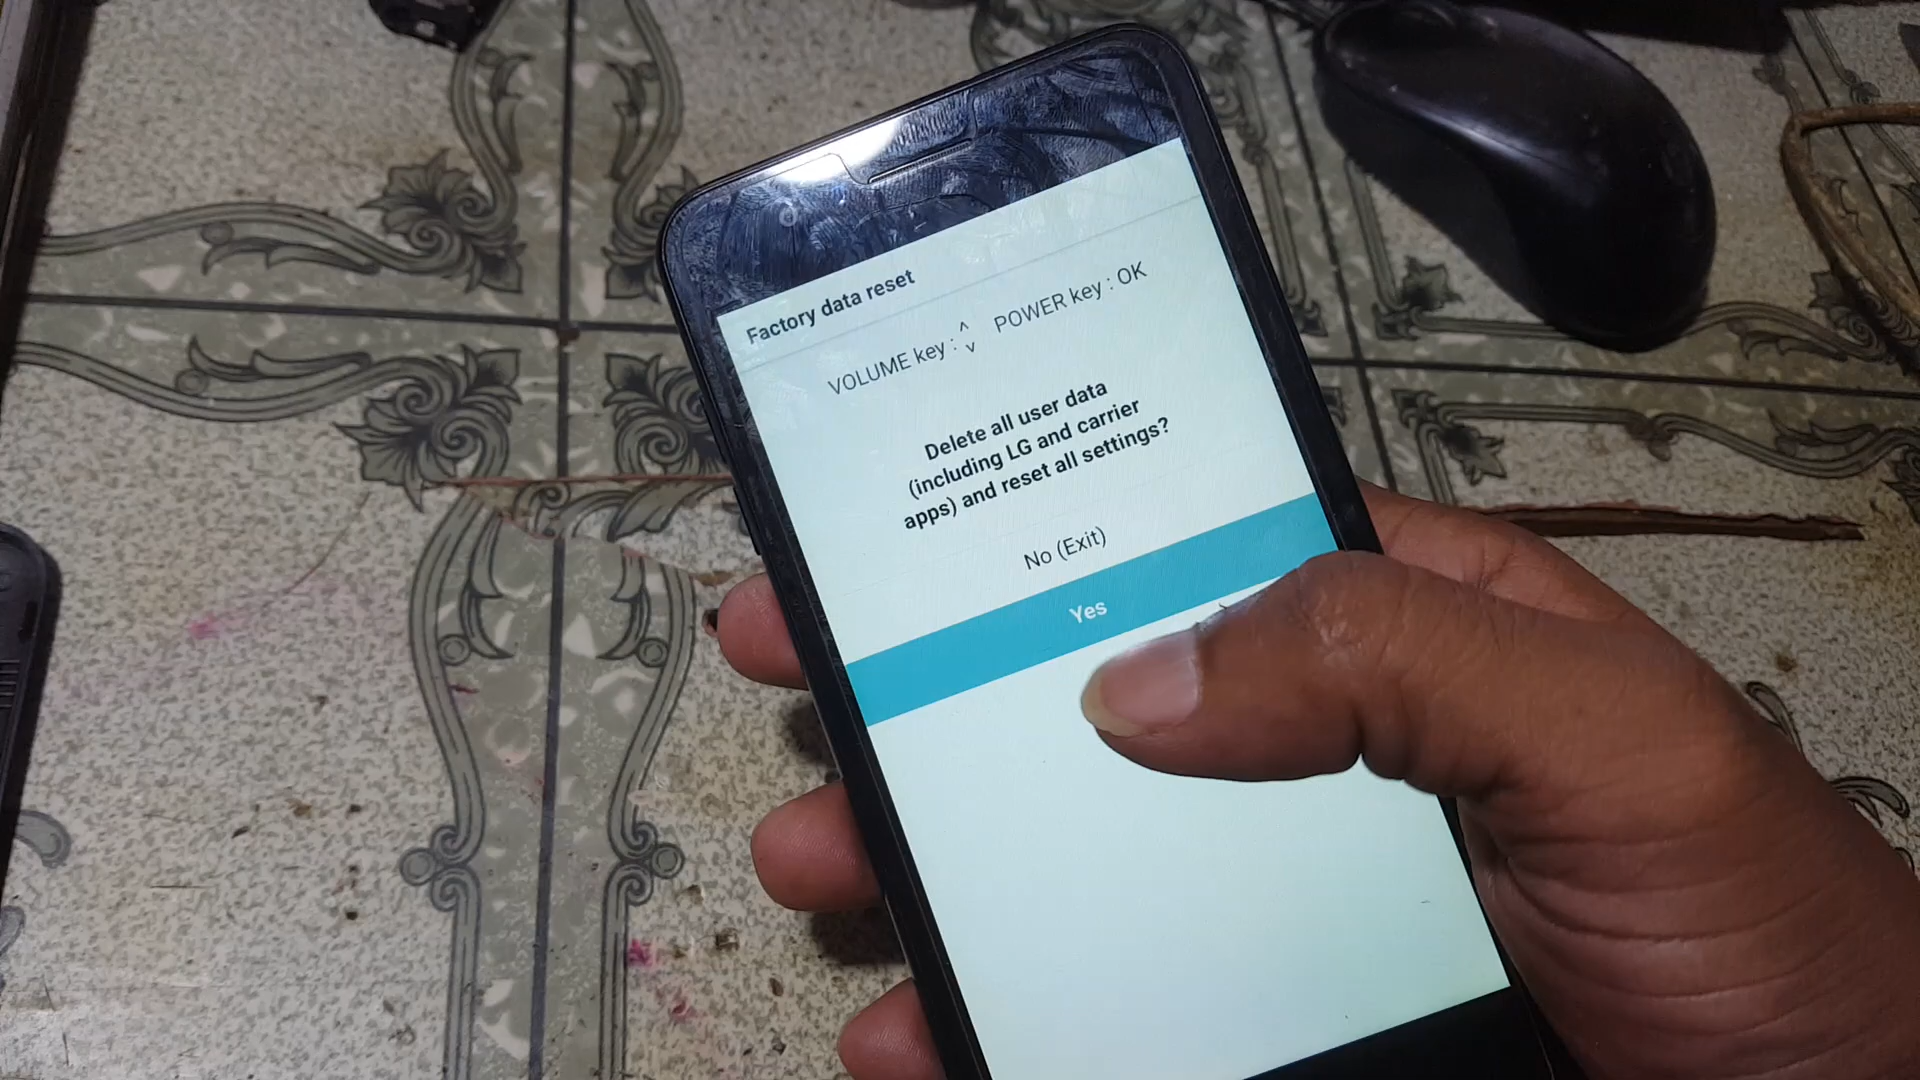 Factory data reset
VOLUME key : ^ v POWER key : OK
Delete all user data
(including LG and carrier
apps) and reset all settings?
No (Exit)
Yes